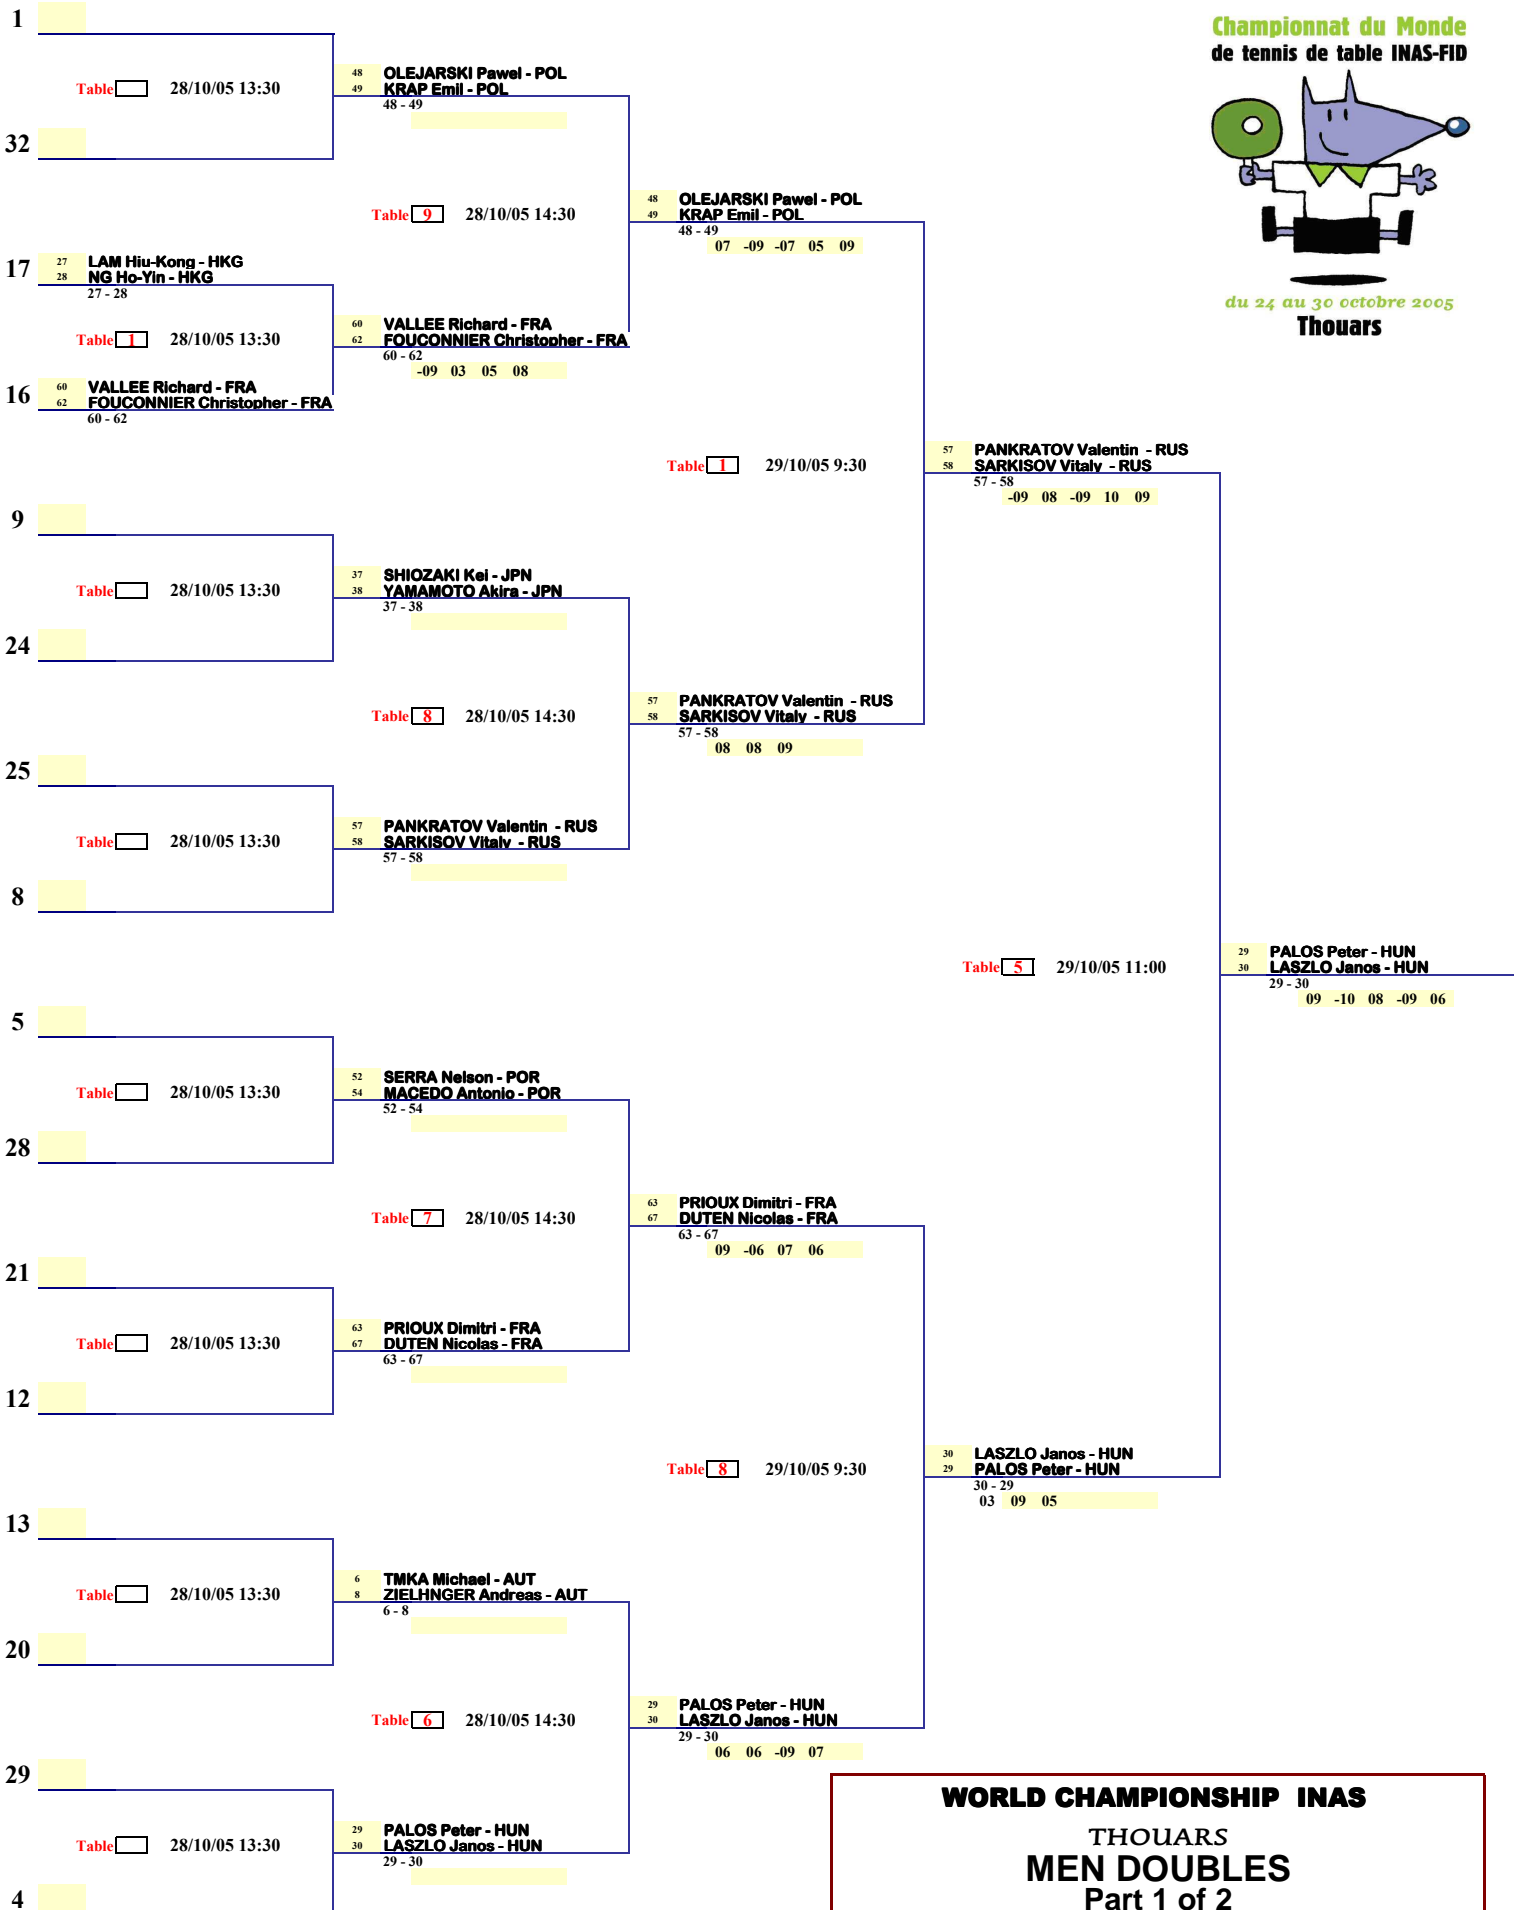 1
Championnat du Monde
de tennis de table INAS-FID
48 OLEJARSKI Pawel - POL
Table 28/10/05 13:30 49 KRAP Emil - POL
48 - 49
32
48 OLEJARSKI Pawel - POL
Table 9 28/10/05 14:30 49 KRAP Emil - POL
48 - 49
07 -09 -07 05 09
17 27 LAM Hiu-Kong - HKG
28 NG Ho-Yin - HKG
27 - 28
du 24 au 30 octobre 2005
Thouars
60 VALLEE Richard - FRA
Table 1 28/10/05 13:30 62 FOUCONNIER Christopher - FRA
60 - 62
-09 03 05 08
16 60 VALLEE Richard - FRA
62 FOUCONNIER Christopher - FRA
60 - 62
57 PANKRATOV Valentin - RUS
Table 1 29/10/05 9:30 58 SARKISOV Vitaly - RUS
57 - 58
-09 08 -09 10 09
9
37 SHIOZAKI Kei - JPN
Table 28/10/05 13:30 38 YAMAMOTO Akira - JPN
37 - 38
24
57 PANKRATOV Valentin - RUS
Table 8 28/10/05 14:30 58 SARKISOV Vitaly - RUS
57 - 58
08 08 09
25
57 PANKRATOV Valentin - RUS
Table 28/10/05 13:30 58 SARKISOV Vitaly - RUS
57 - 58
8
29 PALOS Peter - HUN
Table 5 29/10/05 11:00 30 LASZLO Janos - HUN
29 - 30
09 -10 08 -09 06
5
52 SERRA Nelson - POR
Table 28/10/05 13:30 54 MACEDO Antonio - POR
52 - 54
28
63 PRIOUX Dimitri - FRA
Table 7 28/10/05 14:30 67 DUTEN Nicolas - FRA
63 - 67
09 -06 07 06
21
63 PRIOUX Dimitri - FRA
Table 28/10/05 13:30 67 DUTEN Nicolas - FRA
63 - 67
12
30 LASZLO Janos - HUN
Table 8 29/10/05 9:30 29 PALOS Peter - HUN
30 - 29
03 09 05
13
6 TMKA Michael - AUT
Table 28/10/05 13:30 8 ZIELHNGER Andreas - AUT
6 - 8
20
29 PALOS Peter - HUN
Table 6 28/10/05 14:30 30 LASZLO Janos - HUN
29 - 30
06 06 -09 07
29
29 PALOS Peter - HUN
Table 28/10/05 13:30 30 LASZLO Janos - HUN
29 - 30
4
WORLD CHAMPIONSHIP INAS
THOUARS
MEN DOUBLES
Part 1 of 2